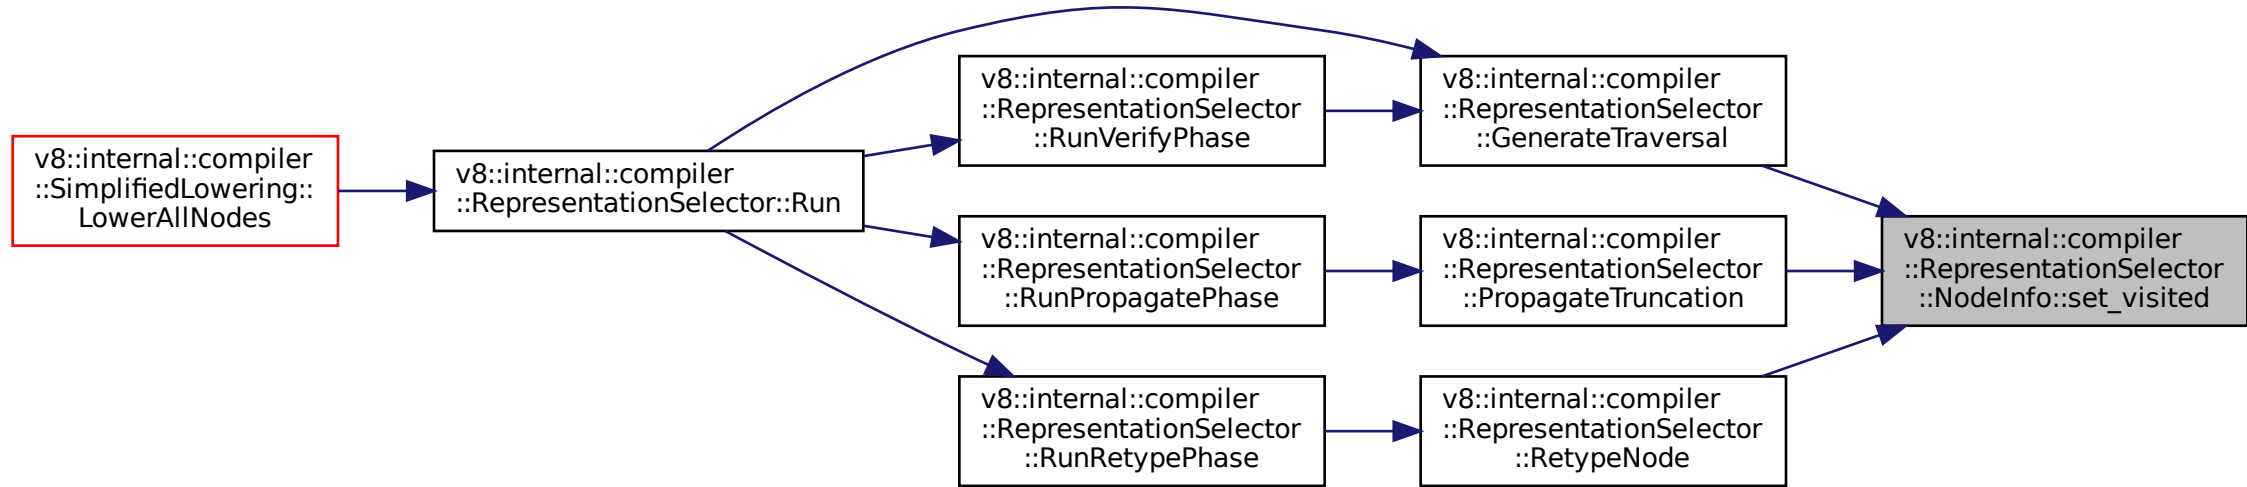 v8::internal::compiler
::SimplifiedLowering::
LowerAllNodes
v8::internal::compiler
::RepresentationSelector::Run
v8::internal::compiler
::RepresentationSelector
::RunVerifyPhase
v8::internal::compiler
::RepresentationSelector
::RunPropagatePhase
v8::internal::compiler
::RepresentationSelector
::RunRetypePhase
v8::internal::compiler
::RepresentationSelector
::GenerateTraversal
v8::internal::compiler
::RepresentationSelector
::PropagateTruncation
v8::internal::compiler
::RepresentationSelector
::RetypeNode
v8::internal::compiler
::RepresentationSelector
::NodeInfo::set_visited